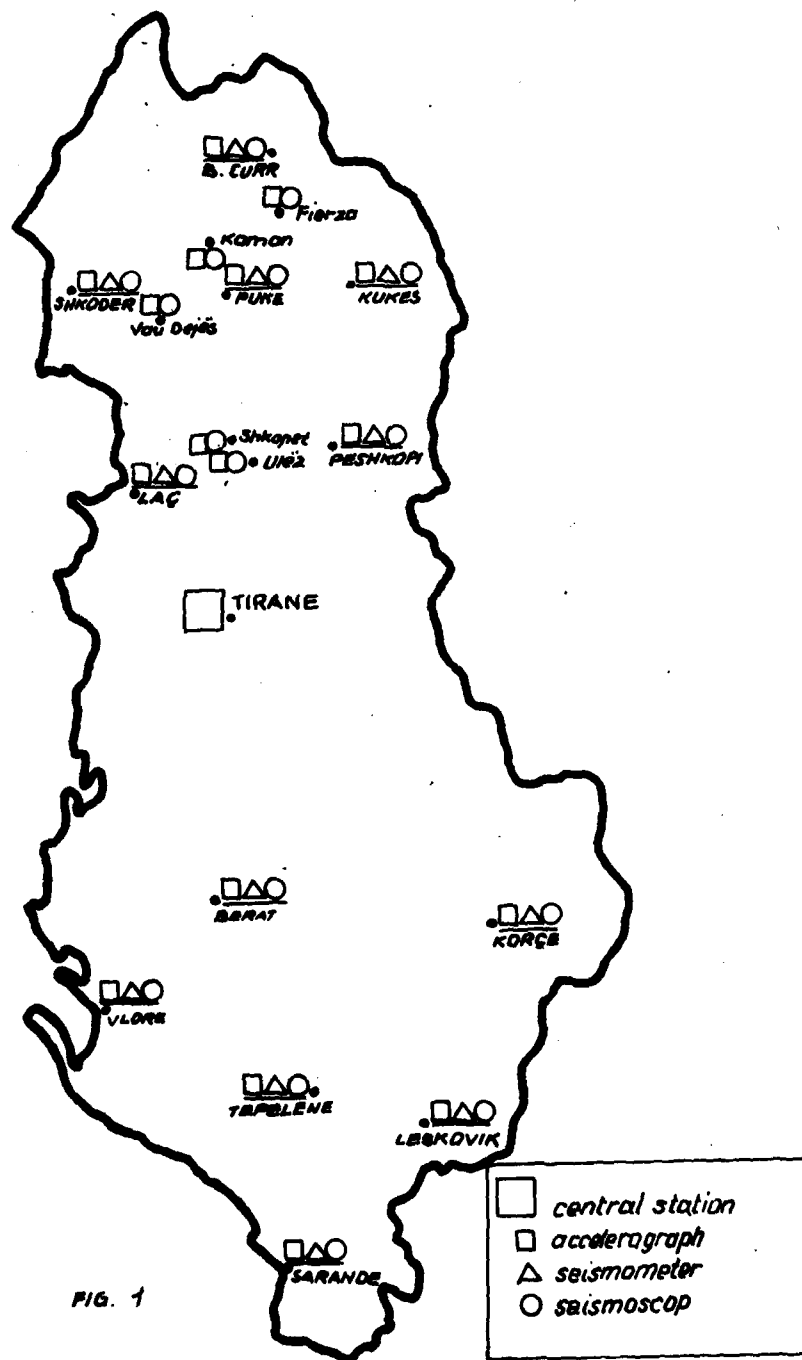 B. CURR
Fierza
Koman
SHKODER
PUKE
KUKES
Vau Dejës
Shkopet
Ulëz
PESHKOPI
LAÇ
TIRANE
BERAT
KORÇE
VLORE
TEPELENE
LESKOVIK
SARANDE
central station
accelerograph
seismometer
seismoscop
FIG. 1